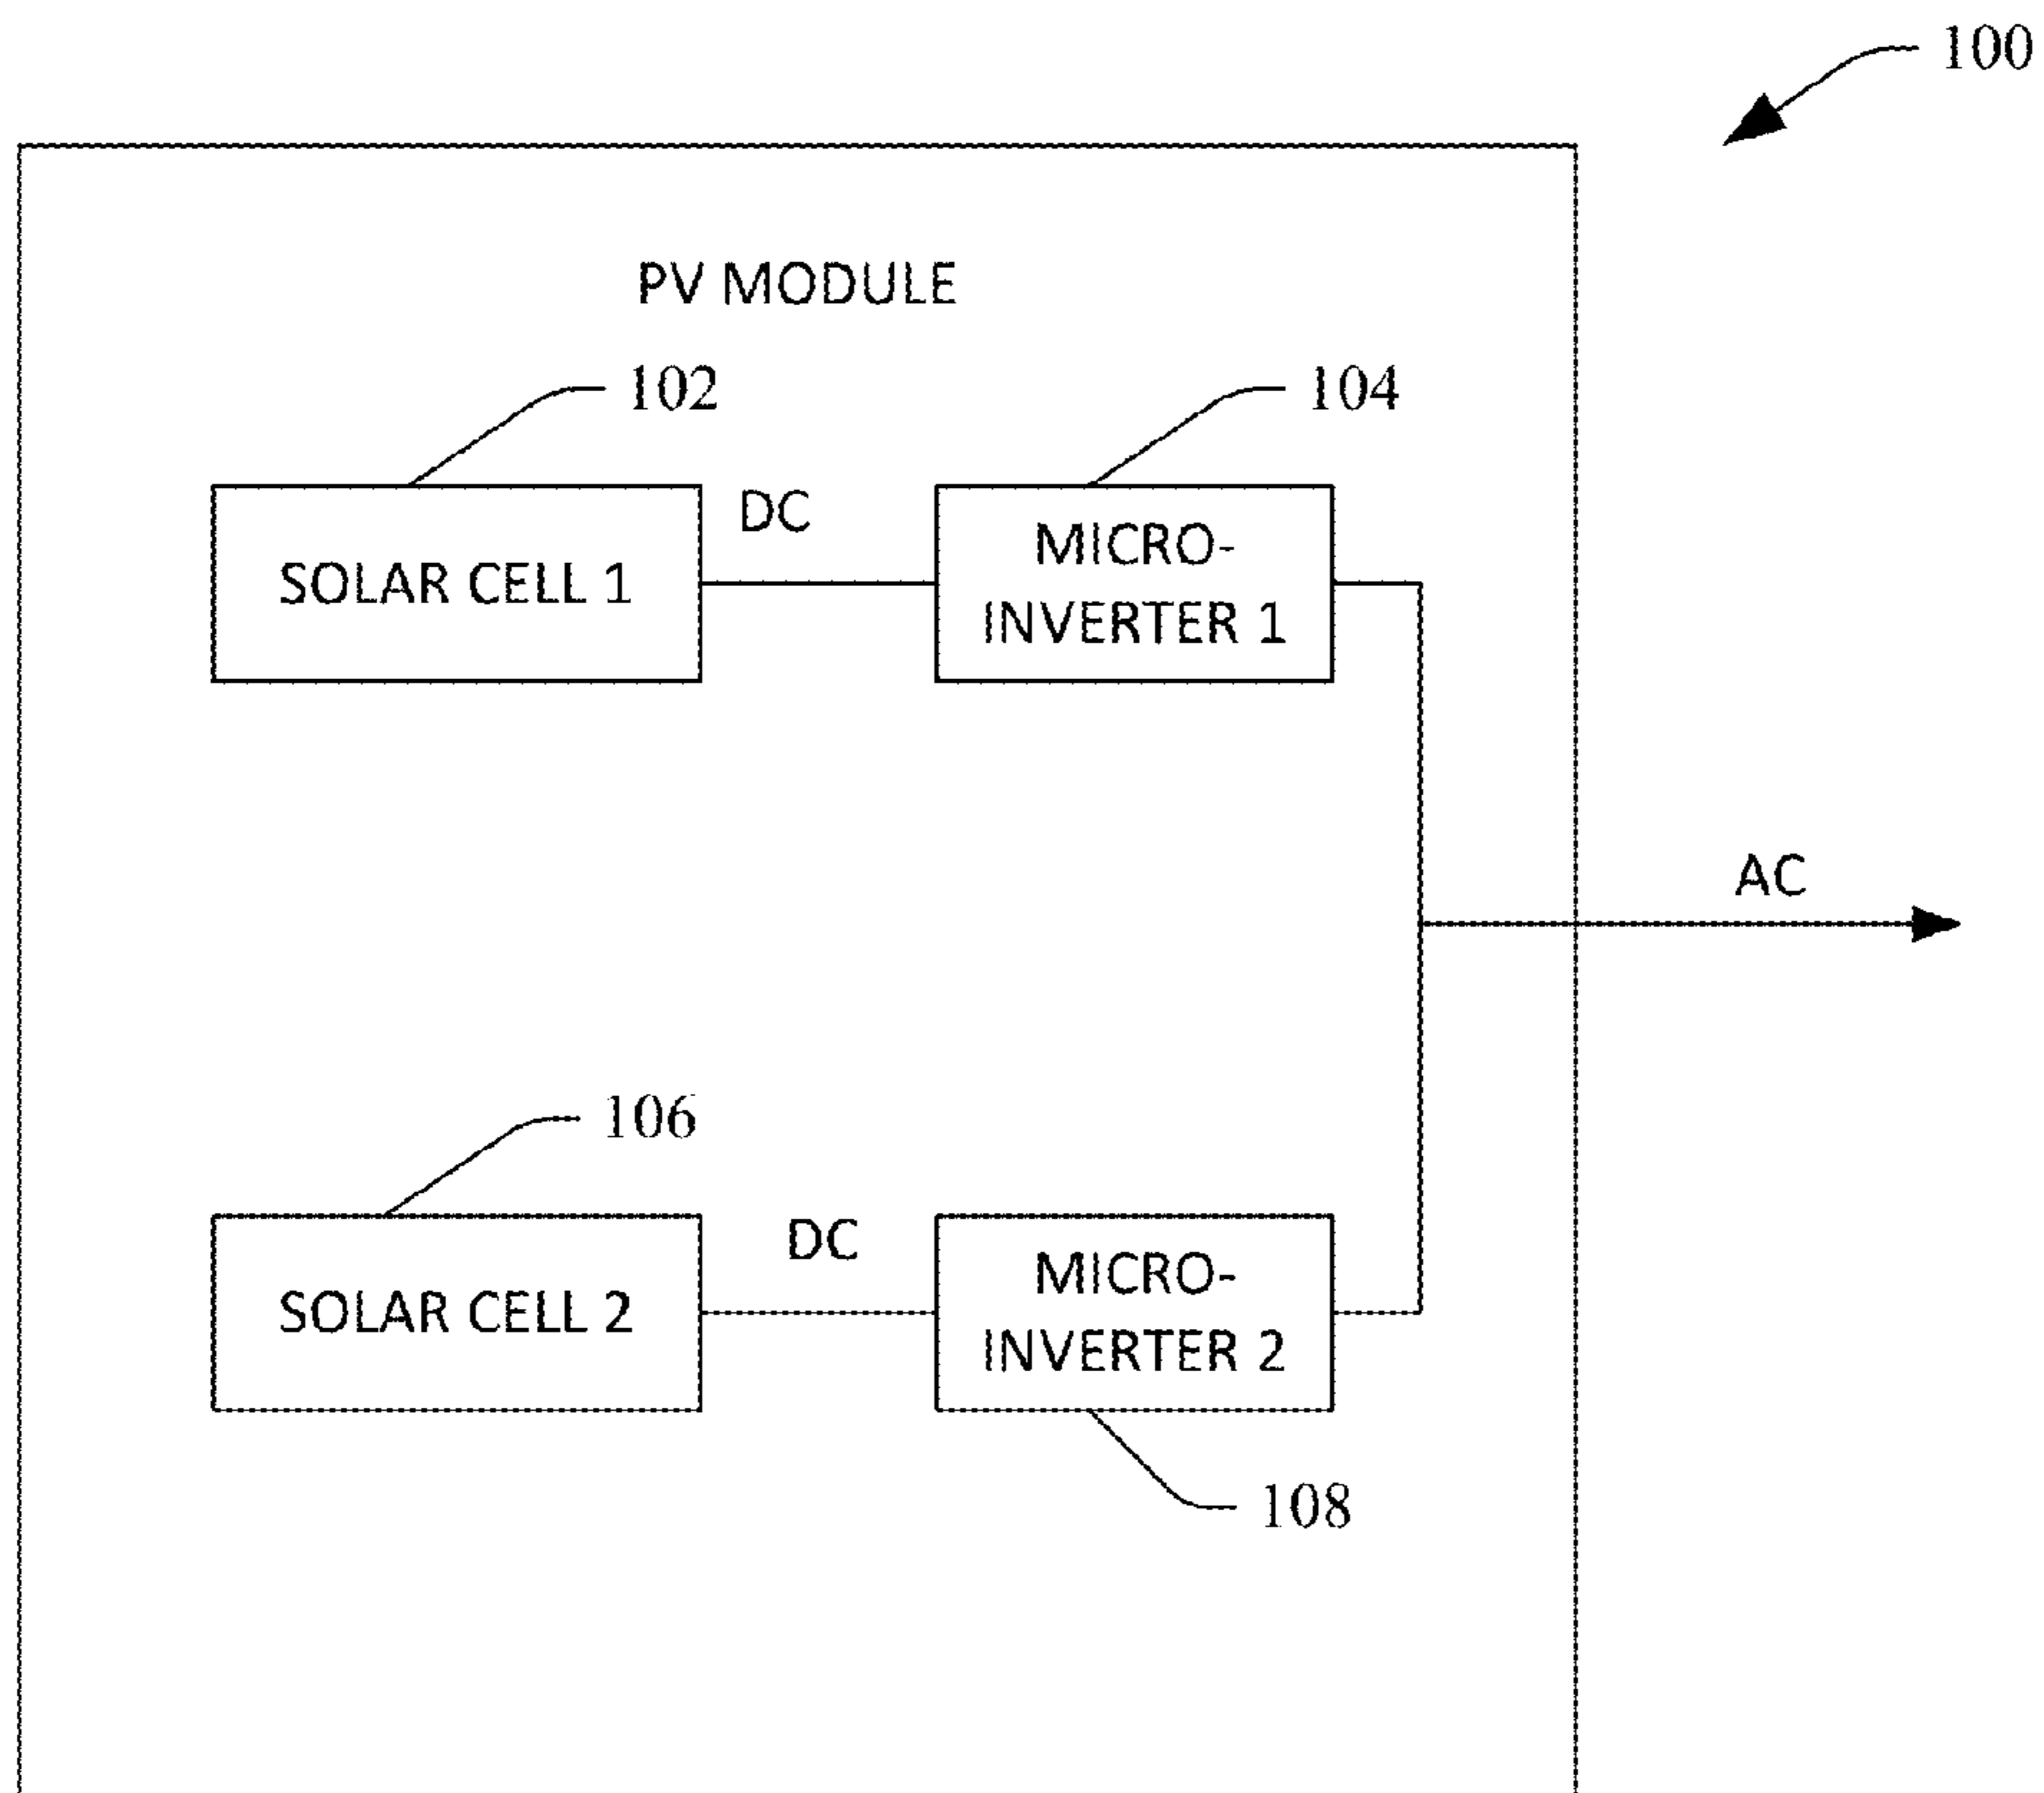 100
PV MODULE
102
104
DC
SOLAR CELL 1
MICRO-
INVERTER 1
AC
106
DC
SOLAR CELL 2
MICRO-
INVERTER 2
108